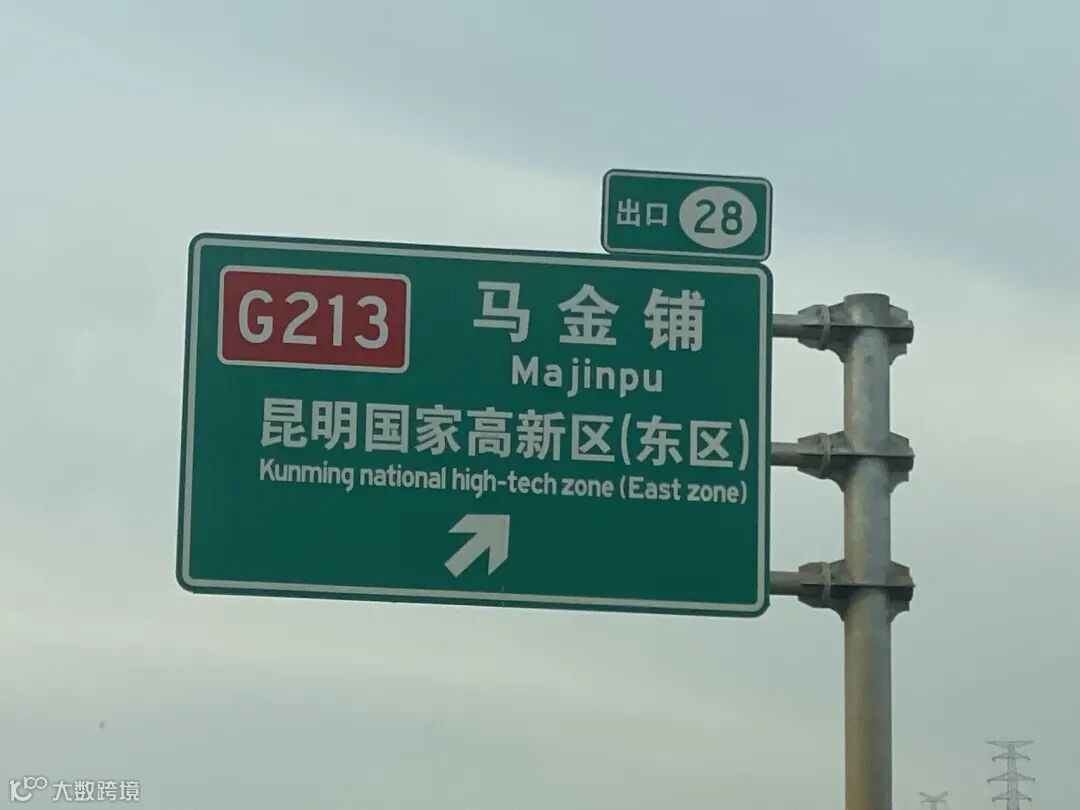 出口 28
G213 马金铺
Majinpu
昆明国家高新区(东区)
Kunming national high-tech zone (East zone)
大数跨境